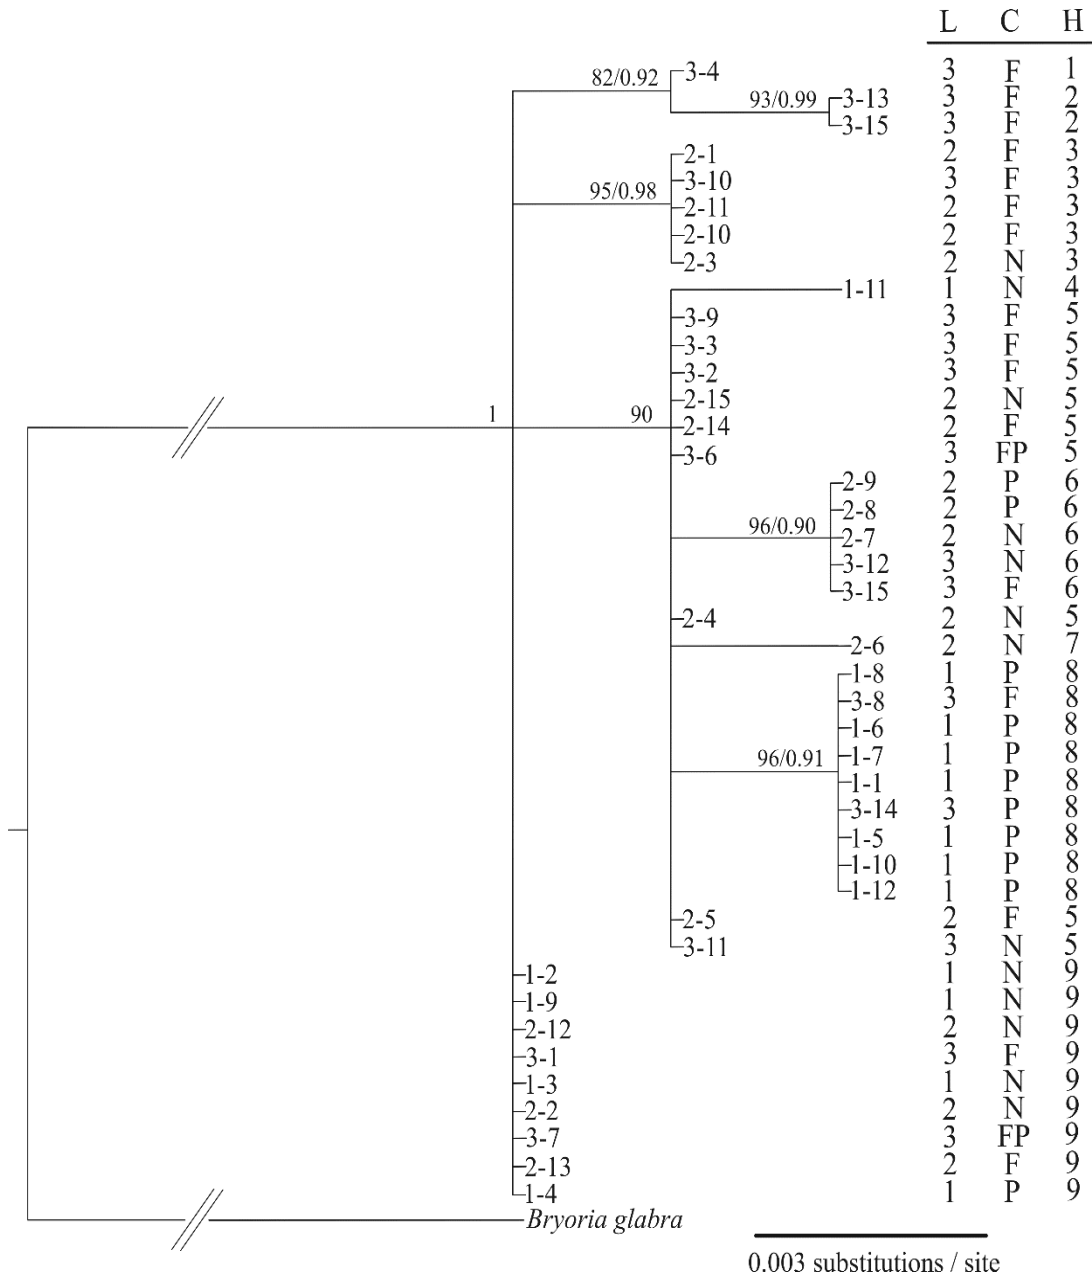 L C H
82/0.92 3-4 3 F 1
93/0.99 3-13 3 F 2
3-15 3 F 2
2-1 2 F 3
3-10 3 F 3
95/0.98 2-11 2 F 3
2-10 2 F 3
2-3 2 N 3
1-11 1 N 4
3-9 3 F 5
3-3 3 F 5
3-2 3 F 5
2-15 2 N 5
1 90 2-14 2 F 5
3-6 3 FP 5
2-9 2 P 6
2-8 2 P 6
96/0.90 2-7 2 N 6
3-12 3 N 6
3-15 3 F 6
2-4 2 N 5
2-6 2 N 7
1-8 1 P 8
3-8 3 F 8
1-6 1 P 8
96/0.91 1-7 1 P 8
1-1 1 P 8
3-14 3 P 8
1-5 1 P 8
1-10 1 P 8
1-12 1 P 8
2-5 2 F 5
3-11 3 N 5
1-2 1 N 9
1-9 1 N 9
2-12 2 N 9
3-1 3 F 9
1-3 1 N 9
2-2 2 N 9
3-7 3 FP 9
2-13 2 F 9
1-4 1 P 9
Bryoria glabra
0.003 substitutions / site